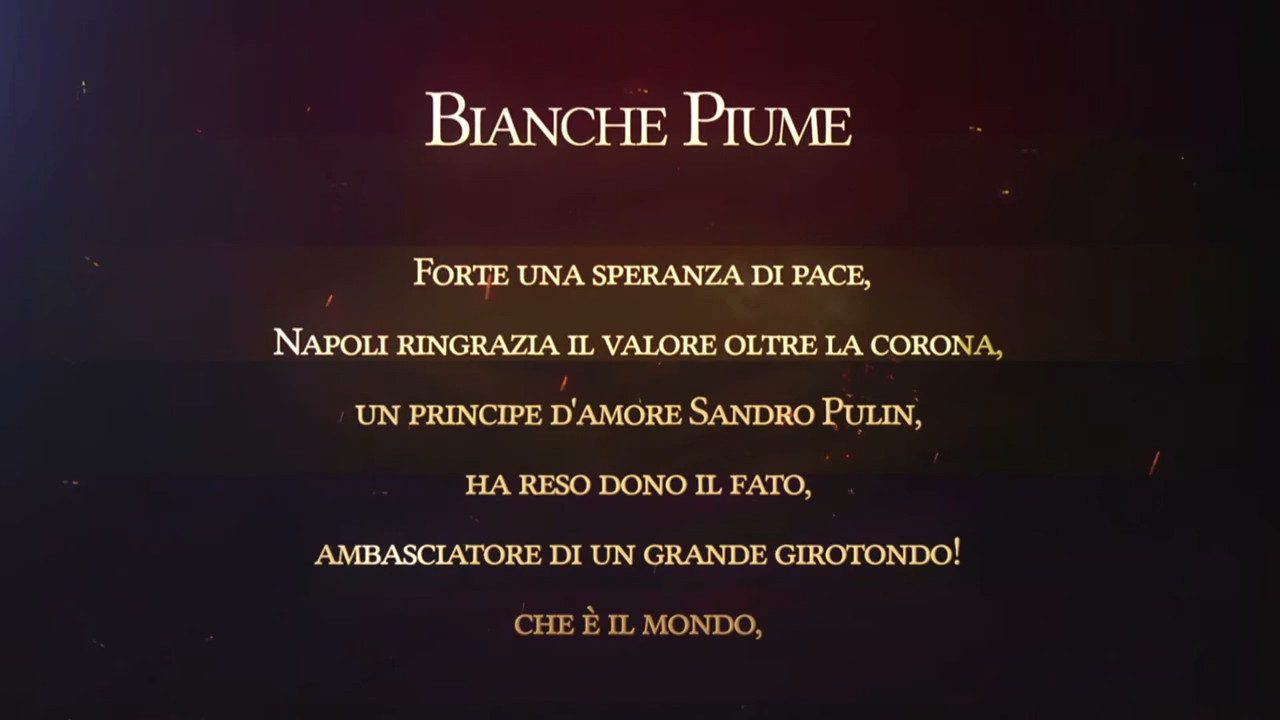 Bianche Piume
Forte una speranza di pace,
Napoli ringrazia il valore oltre la corona,
un principe d'amore Sandro Pulin,
ha reso dono il fato,
ambasciatore di un grande girotondo!
che è il mondo,